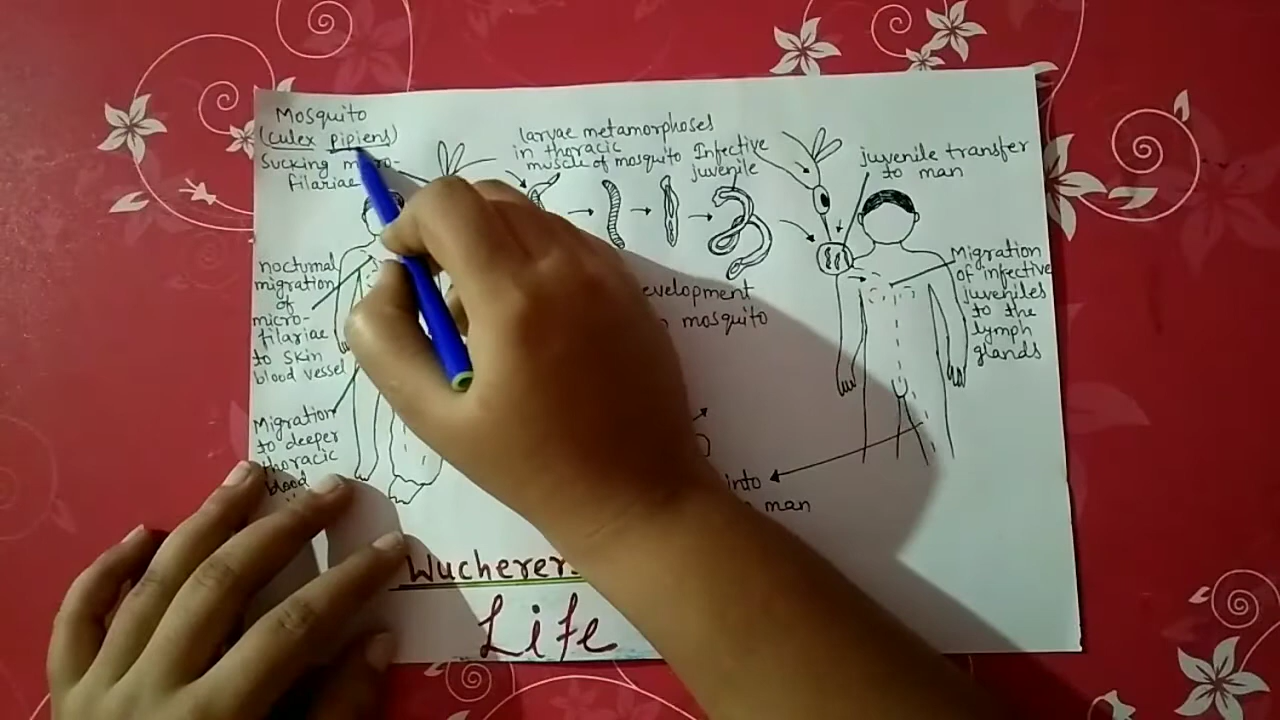 Mosquito
(Culex pipiens)
Sucking micro-
filariae
nocturnal
migration
of
micro-
filariae
to skin
blood vessel
Migration
to deeper
thoracic
blood
larvae metamorphoses
in thoracic
muscle of mosquito
Infective
juvenile
juvenile transfer
to man
Migration
of infective
juveniles
to the
lymph
glands
evelopment
mosquito
into
man
Wucherer
Life